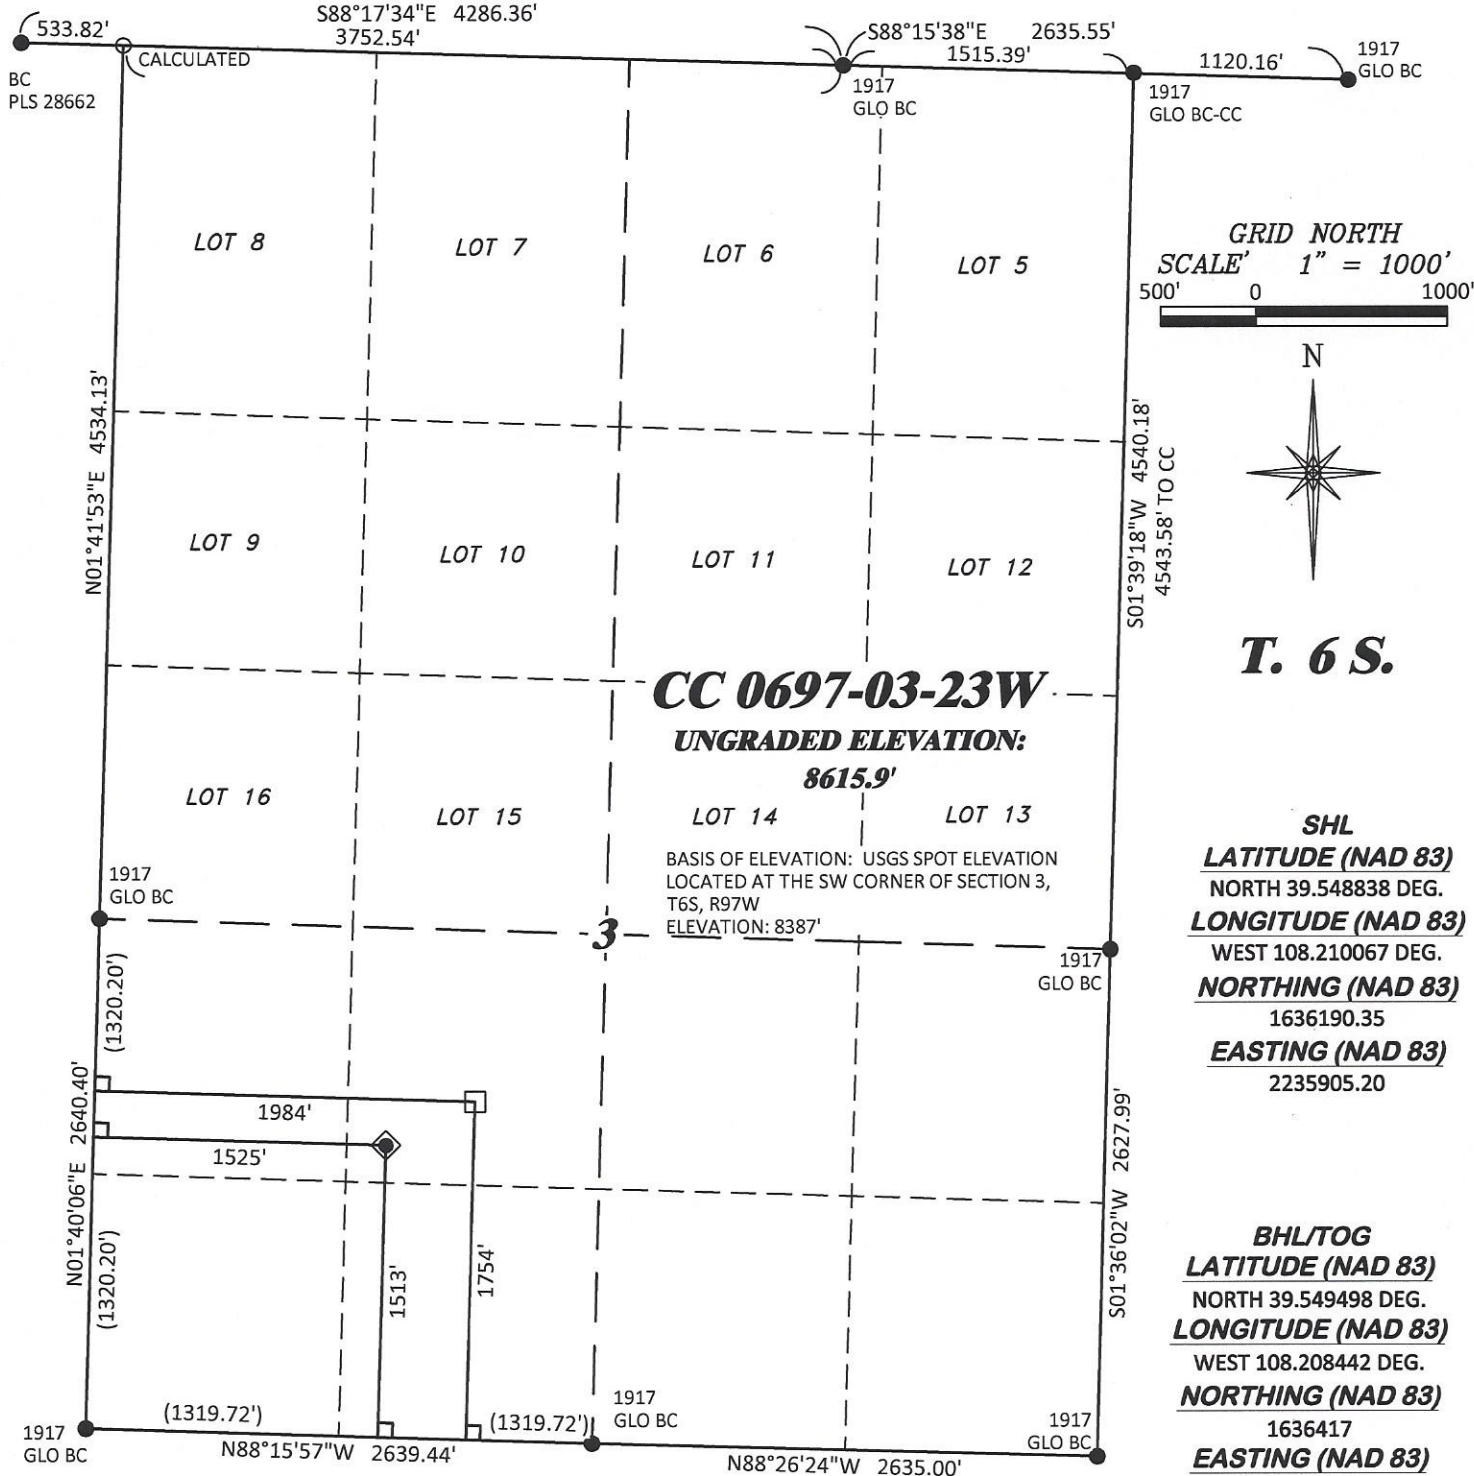 S88°17'34"E 4286.36'
533.82'
3752.54'
CALCULATED
BC
PLS 28662
S88°15'38"E 2635.55'
1515.39'
1120.16'
1917
GLO BC
1917
GLO BC
1917
GLO BC-CC
LOT 8
LOT 7
LOT 6
LOT 5
GRID NORTH
SCALE' 1" = 1000'
500' 0 1000'
N
N01°41'53"E 4534.13'
S01°39'18"W 4540.18'
4543.58' TO CC
LOT 9
LOT 10
LOT 11
LOT 12
T. 6 S.
CC 0697-03-23W
UNGRADED ELEVATION:
8615.9'
LOT 16
LOT 15
LOT 14
LOT 13
BASIS OF ELEVATION: USGS SPOT ELEVATION
LOCATED AT THE SW CORNER OF SECTION 3,
T6S, R97W
ELEVATION: 8387'
1917
GLO BC
3
1917
GLO BC
SHL
LATITUDE (NAD 83)
NORTH 39.548838 DEG.
LONGITUDE (NAD 83)
WEST 108.210067 DEG.
NORTHING (NAD 83)
1636190.35
EASTING (NAD 83)
2235905.20
(1320.20')
N01°40'06"E 2640.40'
(1320.20')
1984'
1525'
1513'
1754'
S01°36'02"W 2627.99'
BHL/TOG
LATITUDE (NAD 83)
NORTH 39.549498 DEG.
LONGITUDE (NAD 83)
WEST 108.208442 DEG.
NORTHING (NAD 83)
1636417
EASTING (NAD 83)
1917
GLO BC
(1319.72')
(1319.72')
1917
GLO BC
1917
GLO BC
N88°15'57"W 2639.44'
N88°26'24"W 2635.00'